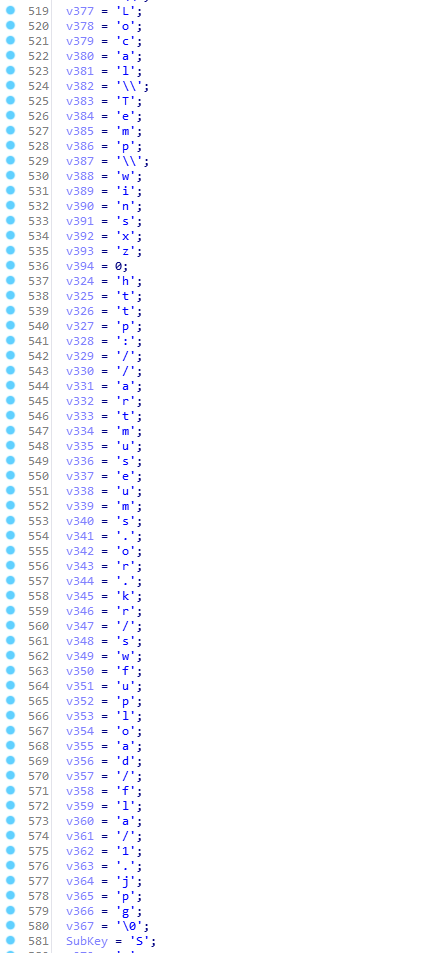 519 v377 = 'L';
520 v378 = 'o';
521 v379 = 'c';
522 v380 = 'a';
523 v381 = 'l';
524 v382 = '\\';
525 v383 = 'T';
526 v384 = 'e';
527 v385 = 'm';
528 v386 = 'p';
529 v387 = '\\';
530 v388 = 'w';
531 v389 = 'i';
532 v390 = 'n';
533 v391 = 's';
534 v392 = 'x';
535 v393 = 'z';
536 v394 = 0;
537 v324 = 'h';
538 v325 = 't';
539 v326 = 't';
540 v327 = 'p';
541 v328 = ':';
542 v329 = '/';
543 v330 = '/';
544 v331 = 'a';
545 v332 = 'r';
546 v333 = 't';
547 v334 = 'm';
548 v335 = 'u';
549 v336 = 's';
550 v337 = 'e';
551 v338 = 'u';
552 v339 = 'm';
553 v340 = 's';
554 v341 = '.';
555 v342 = 'o';
556 v343 = 'r';
557 v344 = '.';
558 v345 = 'k';
559 v346 = 'r';
560 v347 = '/';
561 v348 = 's';
562 v349 = 'w';
563 v350 = 'f';
564 v351 = 'u';
565 v352 = 'p';
566 v353 = 'l';
567 v354 = 'o';
568 v355 = 'a';
569 v356 = 'd';
570 v357 = '/';
571 v358 = 'f';
572 v359 = 'l';
573 v360 = 'a';
574 v361 = '/';
575 v362 = '1';
576 v363 = '.';
577 v364 = 'j';
578 v365 = 'p';
579 v366 = 'g';
580 v367 = '\0';
581 SubKey = 'S';